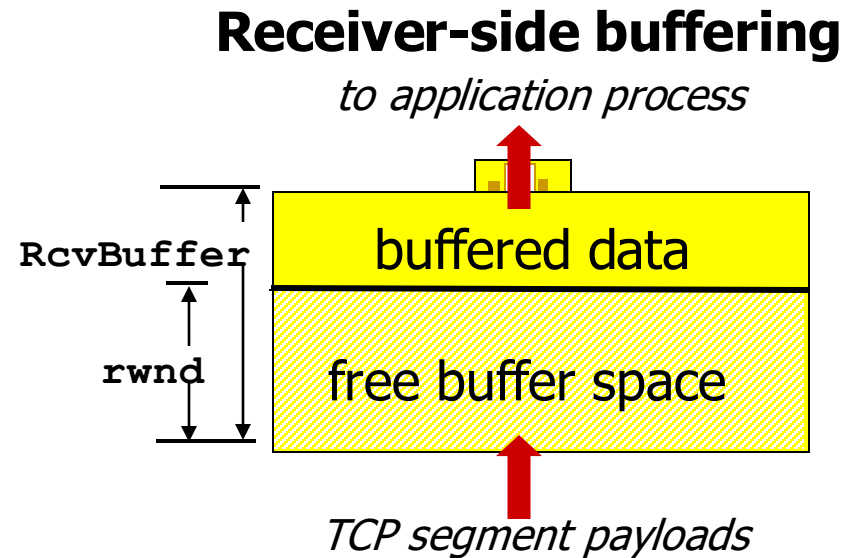 Receiver-side buffering
to application process
buffered data
RcvBuffer
rwnd
free buffer space
TCP segment payloads